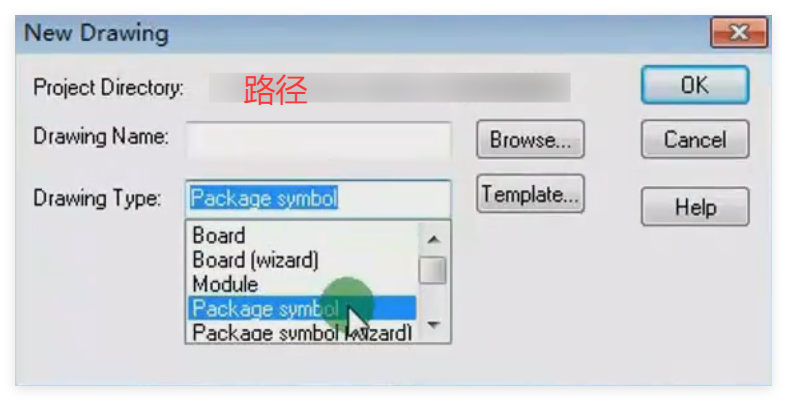 New Drawing
Project Directory: 路径
OK
Drawing Name:
Browse...
Cancel
Drawing Type: Package symbol
Template...
Help
Board
Board (wizard)
Module
Package symbol
Package symbol (wizard)